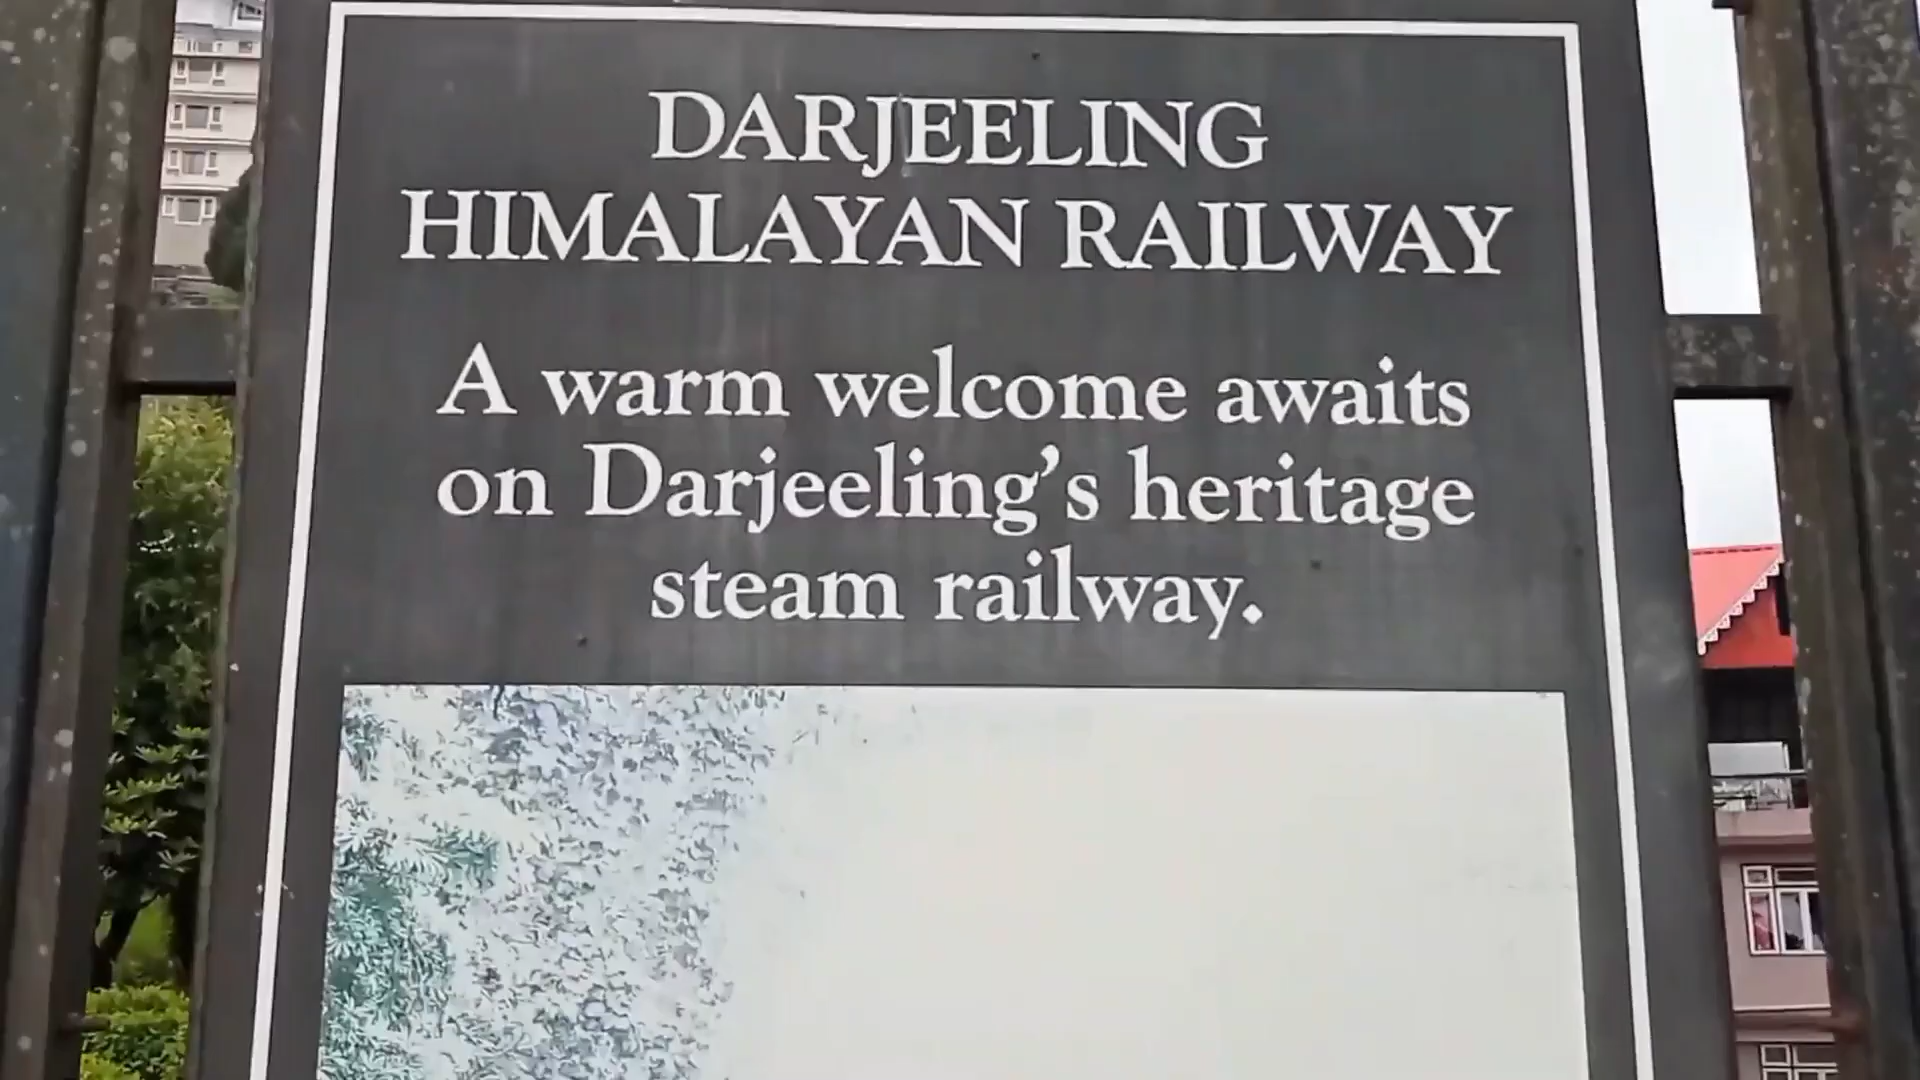 DARJEELING
HIMALAYAN RAILWAY
A warm welcome awaits
on Darjeeling’s heritage
steam railway.